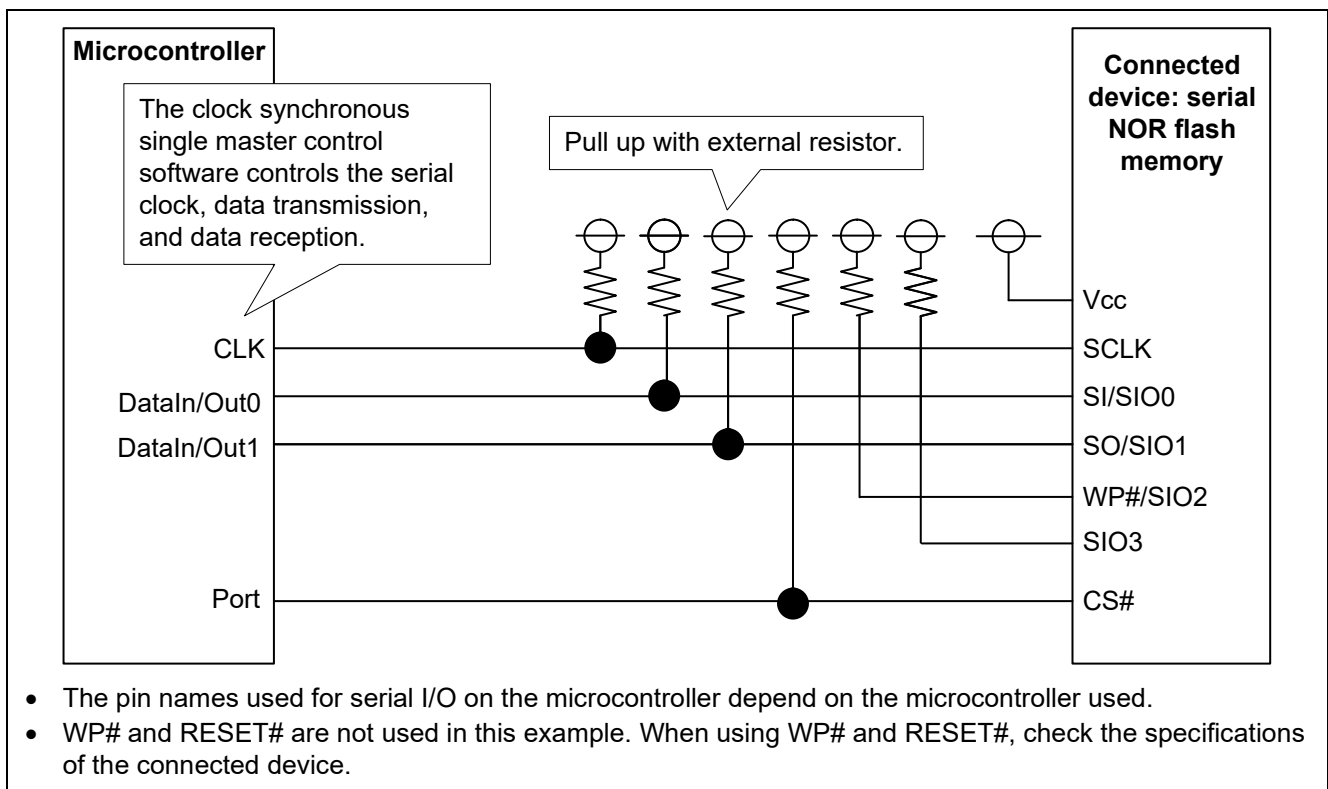 Microcontroller
The clock synchronous
single master control
software controls the serial
clock, data transmission,
and data reception.
Pull up with external resistor.
Connected
device: serial
NOR flash
memory
Vcc
CLK
SCLK
DataIn/Out0
SI/SIO0
DataIn/Out1
SO/SIO1
WP#/SIO2
SIO3
Port
CS#
• The pin names used for serial I/O on the microcontroller depend on the microcontroller used.
• WP# and RESET# are not used in this example. When using WP# and RESET#, check the specifications
of the connected device.